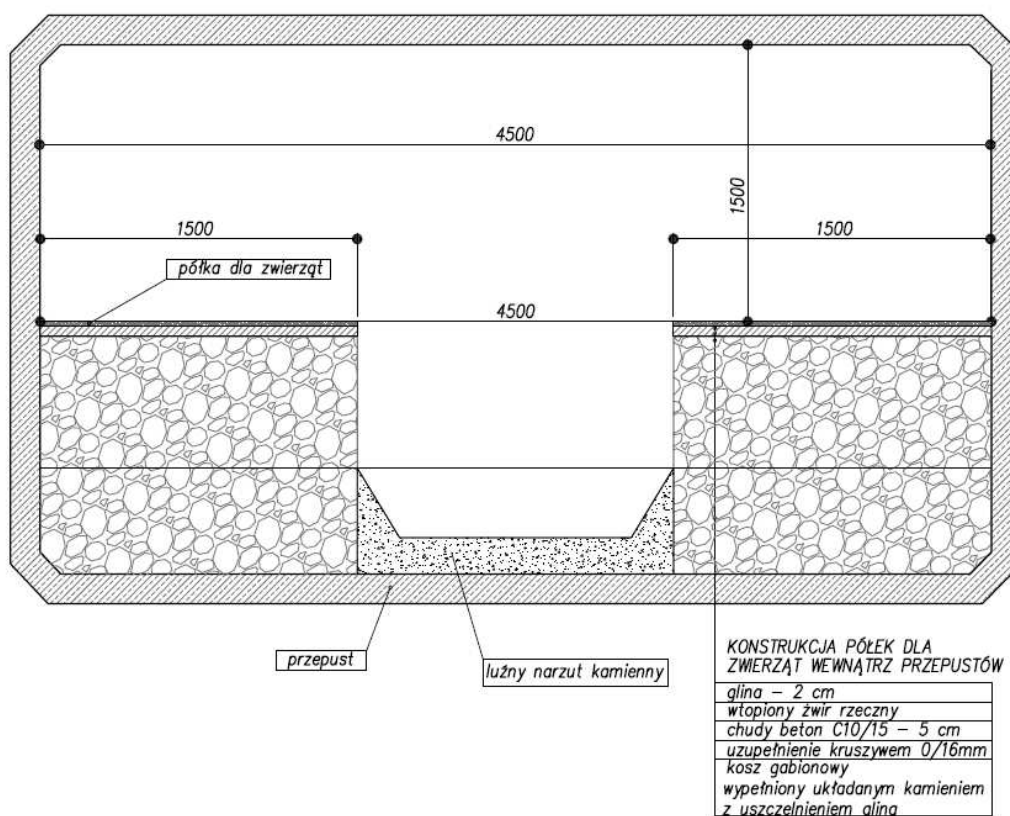 4500
1500
1500
1500
półka dla zwierząt
4500
przepust
luźny narzut kamienny
KONSTRUKCJA PÓŁEK DLA
ZWIERZĄT WEWNĄTRZ PRZEPUSTÓW
glina – 2 cm
wtopiony żwir rzeczny
chudy beton C10/15 – 5 cm
uzupełnienie kruszywem 0/16mm
kosz gabionowy
wypełniony układanym kamieniem
z uszczelnieniem gliną